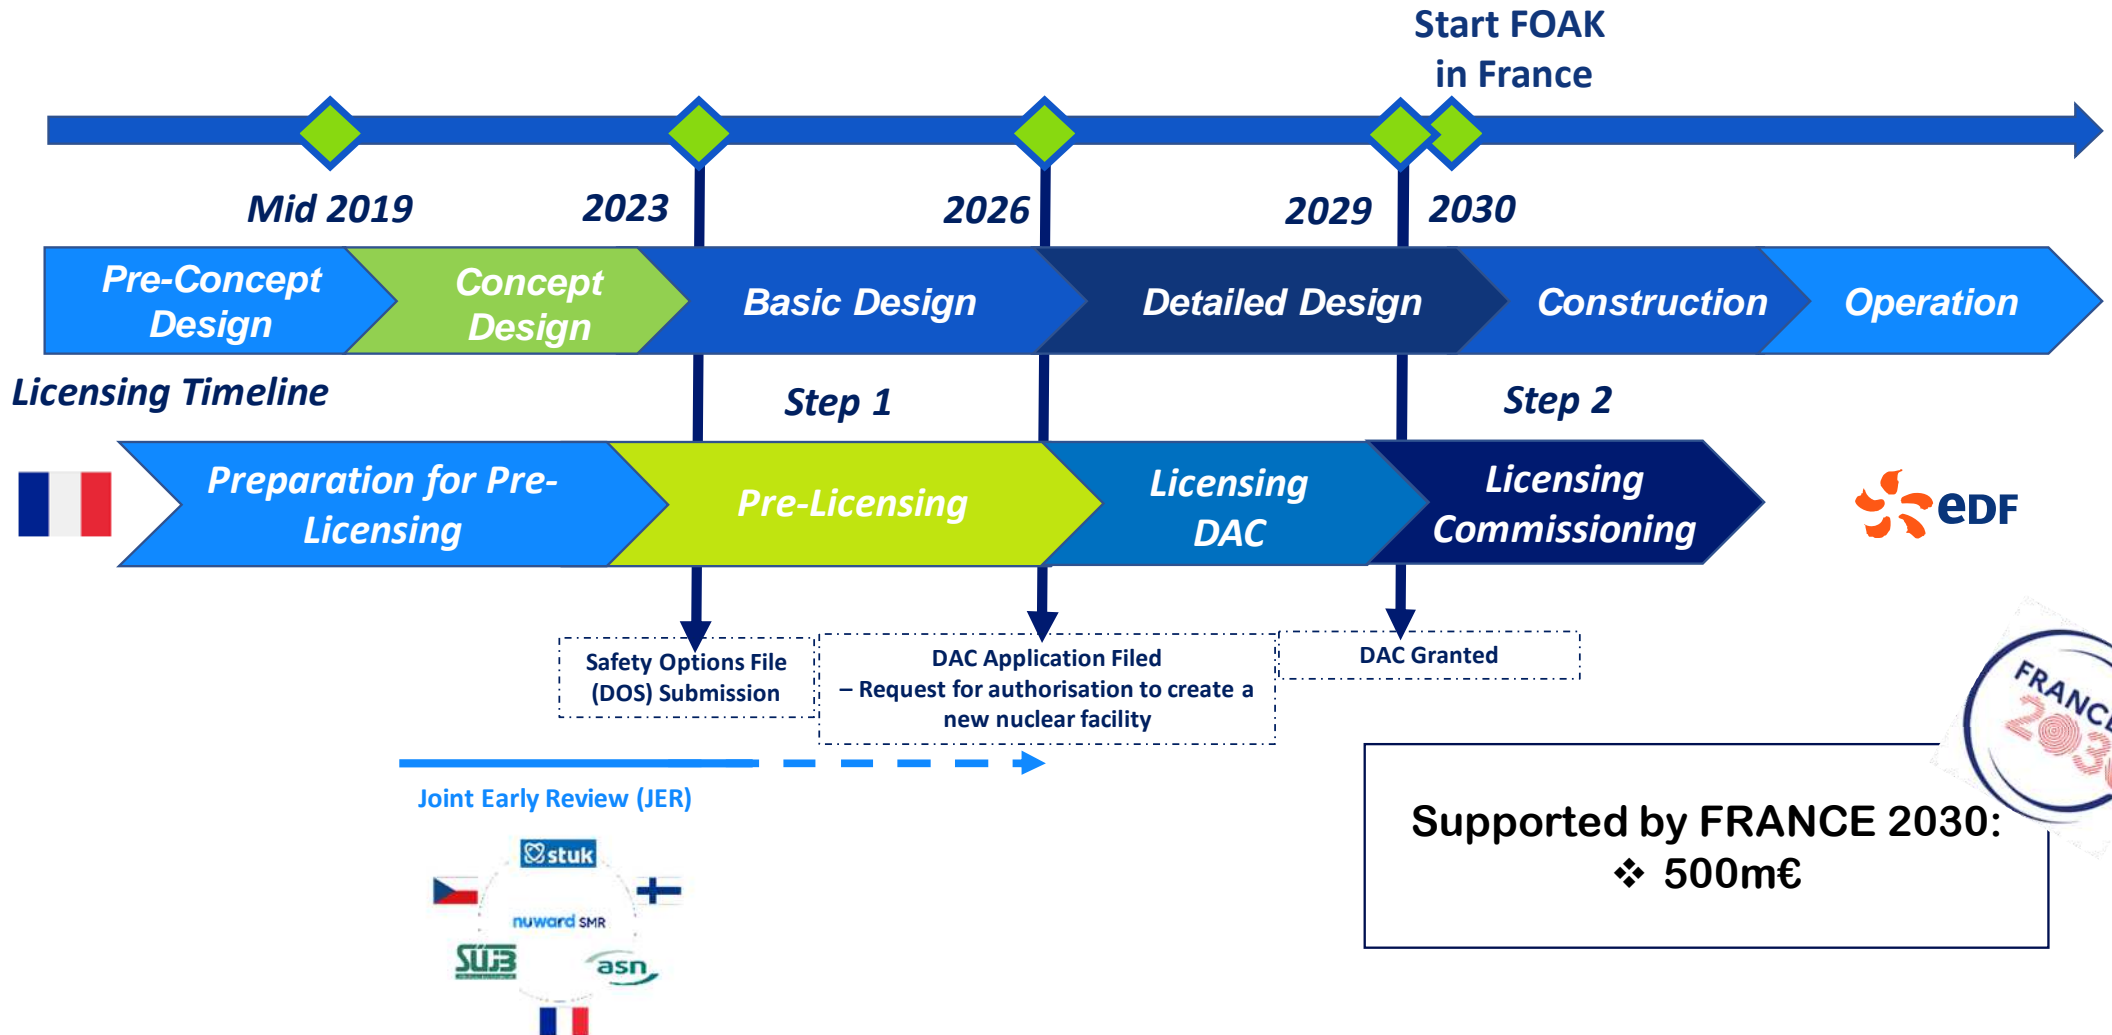 Start FOAK
in France
Mid 2019
2023
2026
2029
2030
Pre-Concept
Design
Concept
Design
Basic Design
Detailed Design
Construction
Operation
Licensing Timeline
Step 1
Step 2
Preparation for Pre-
Licensing
Pre-Licensing
Licensing
DAC
Licensing
Commissioning
eDF
Safety Options File
(DOS) Submission
DAC Application Filed
– Request for authorisation to create a
new nuclear facility
DAC Granted
Joint Early Review (JER)
stuk
nuward SMR
SÚJB
asn
FRANCE
2030
Supported by FRANCE 2030:
❖ 500m€